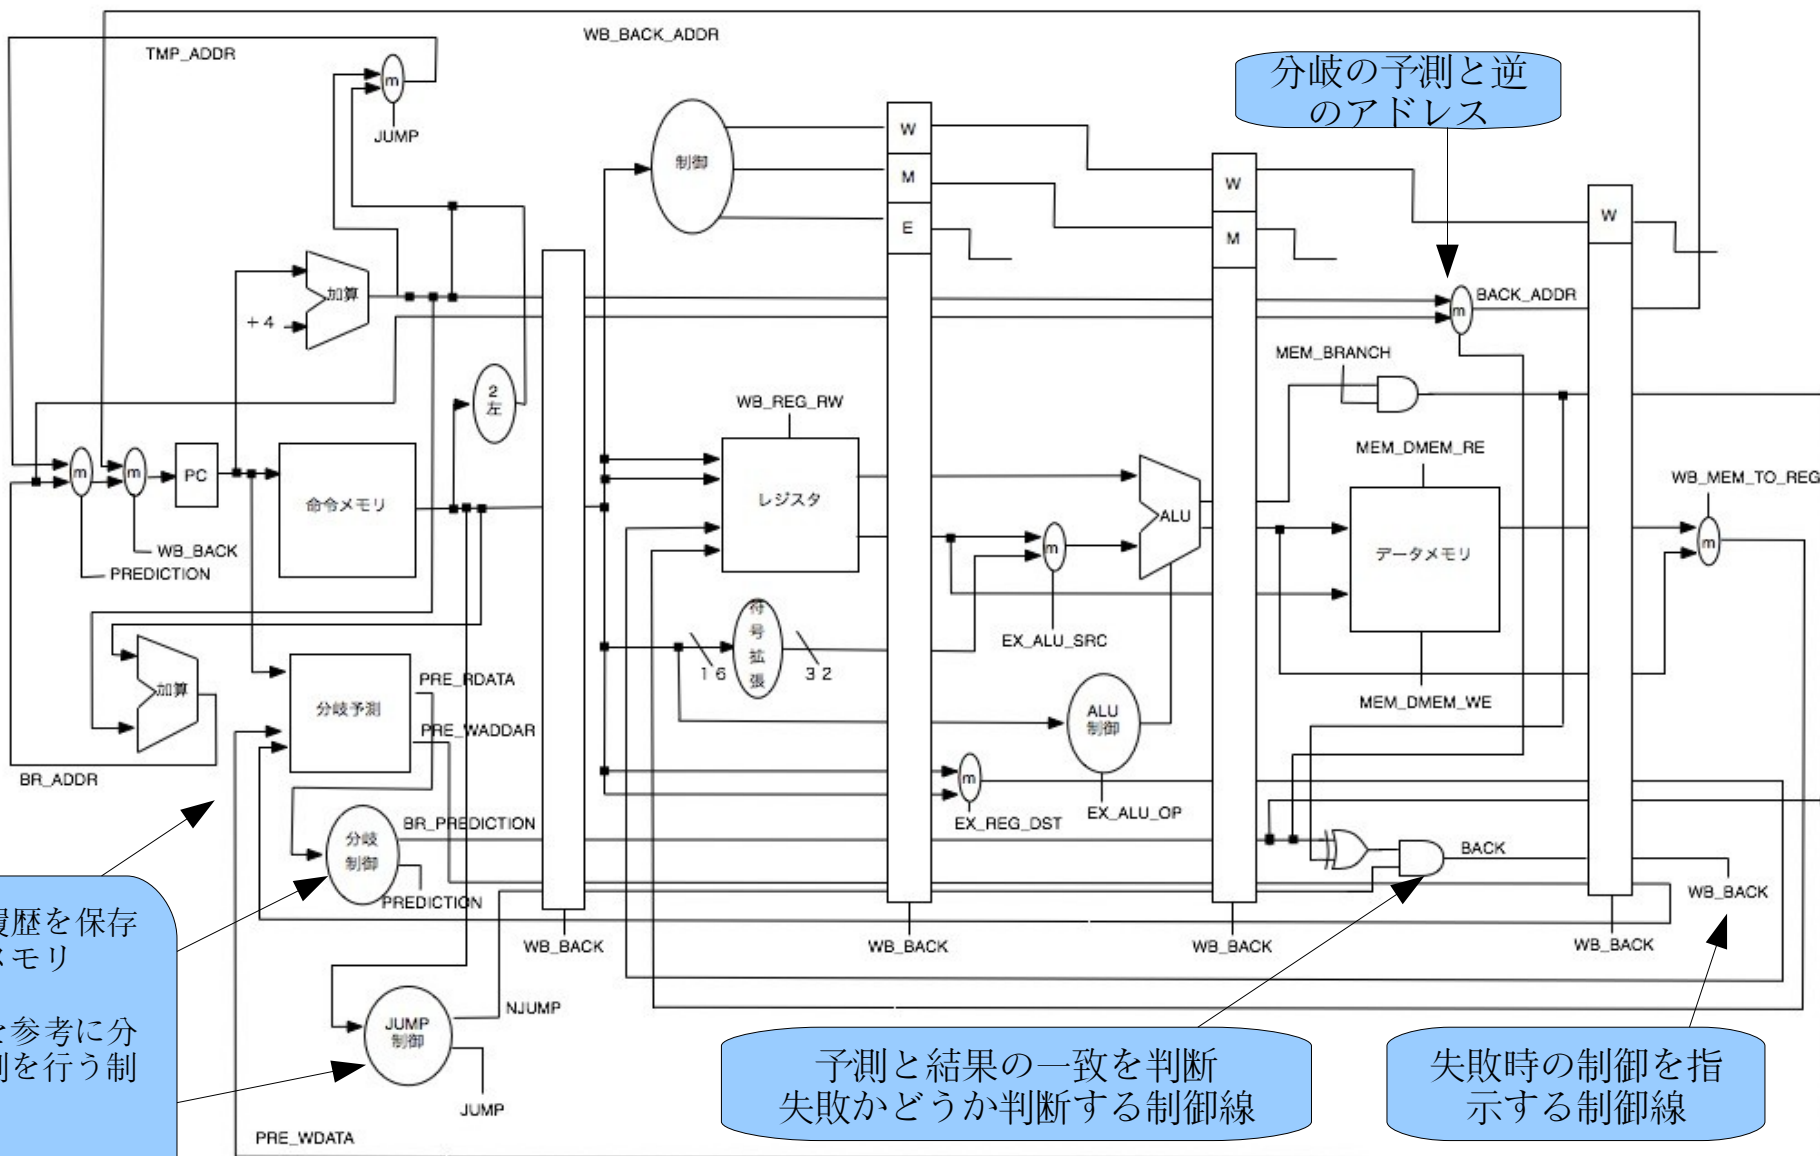 WB_BACK_ADDR
TMP_ADDR
分岐の予測と逆
のアドレス
m
JUMP
制御
W
M
E
W
M
W
加算
+4
BACK_ADDR
m
MEM_BRANCH
2
左
WB_REG_RW
MEM_DMEM_RE
WB_MEM_TO_REG
m
m
PC
命令メモリ
レジスタ
ALU
データメモリ
m
m
WB_BACK
PREDICTION
符
号
拡
張
16
32
EX_ALU_SRC
加算
分岐予測
PRE_RDATA
PRE_WADDAR
ALU
制御
MEM_DMEM_WE
BR_ADDR
m
EX_REG_DST
EX_ALU_OP
分岐
制御
BR_PREDICTION
PREDICTION
BACK
WB_BACK
WB_BACK
WB_BACK
WB_BACK
WB_BACK
履歴を保存
メモリ
を参考に分
測を行う制
JUMP
制御
NJUMP
JUMP
予測と結果の一致を判断
失敗かどうか判断する制御線
失敗時の制御を指
示する制御線
PRE_WDATA